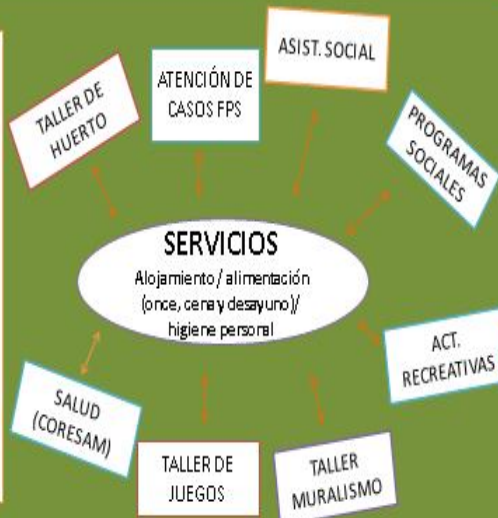 ASIST. SOCIAL
ATENCIÓN DE
CASOS FPS
TALLER DE
HUERTO
PROGRAMAS
SOCIALES
SERVICIOS
Alojamiento / alimentación
(once, cena y desayuno)/
higiene personal
ACT.
RECREATIVAS
SALUD
(CORESAM)
TALLER DE
JUEGOS
TALLER
MURALISMO